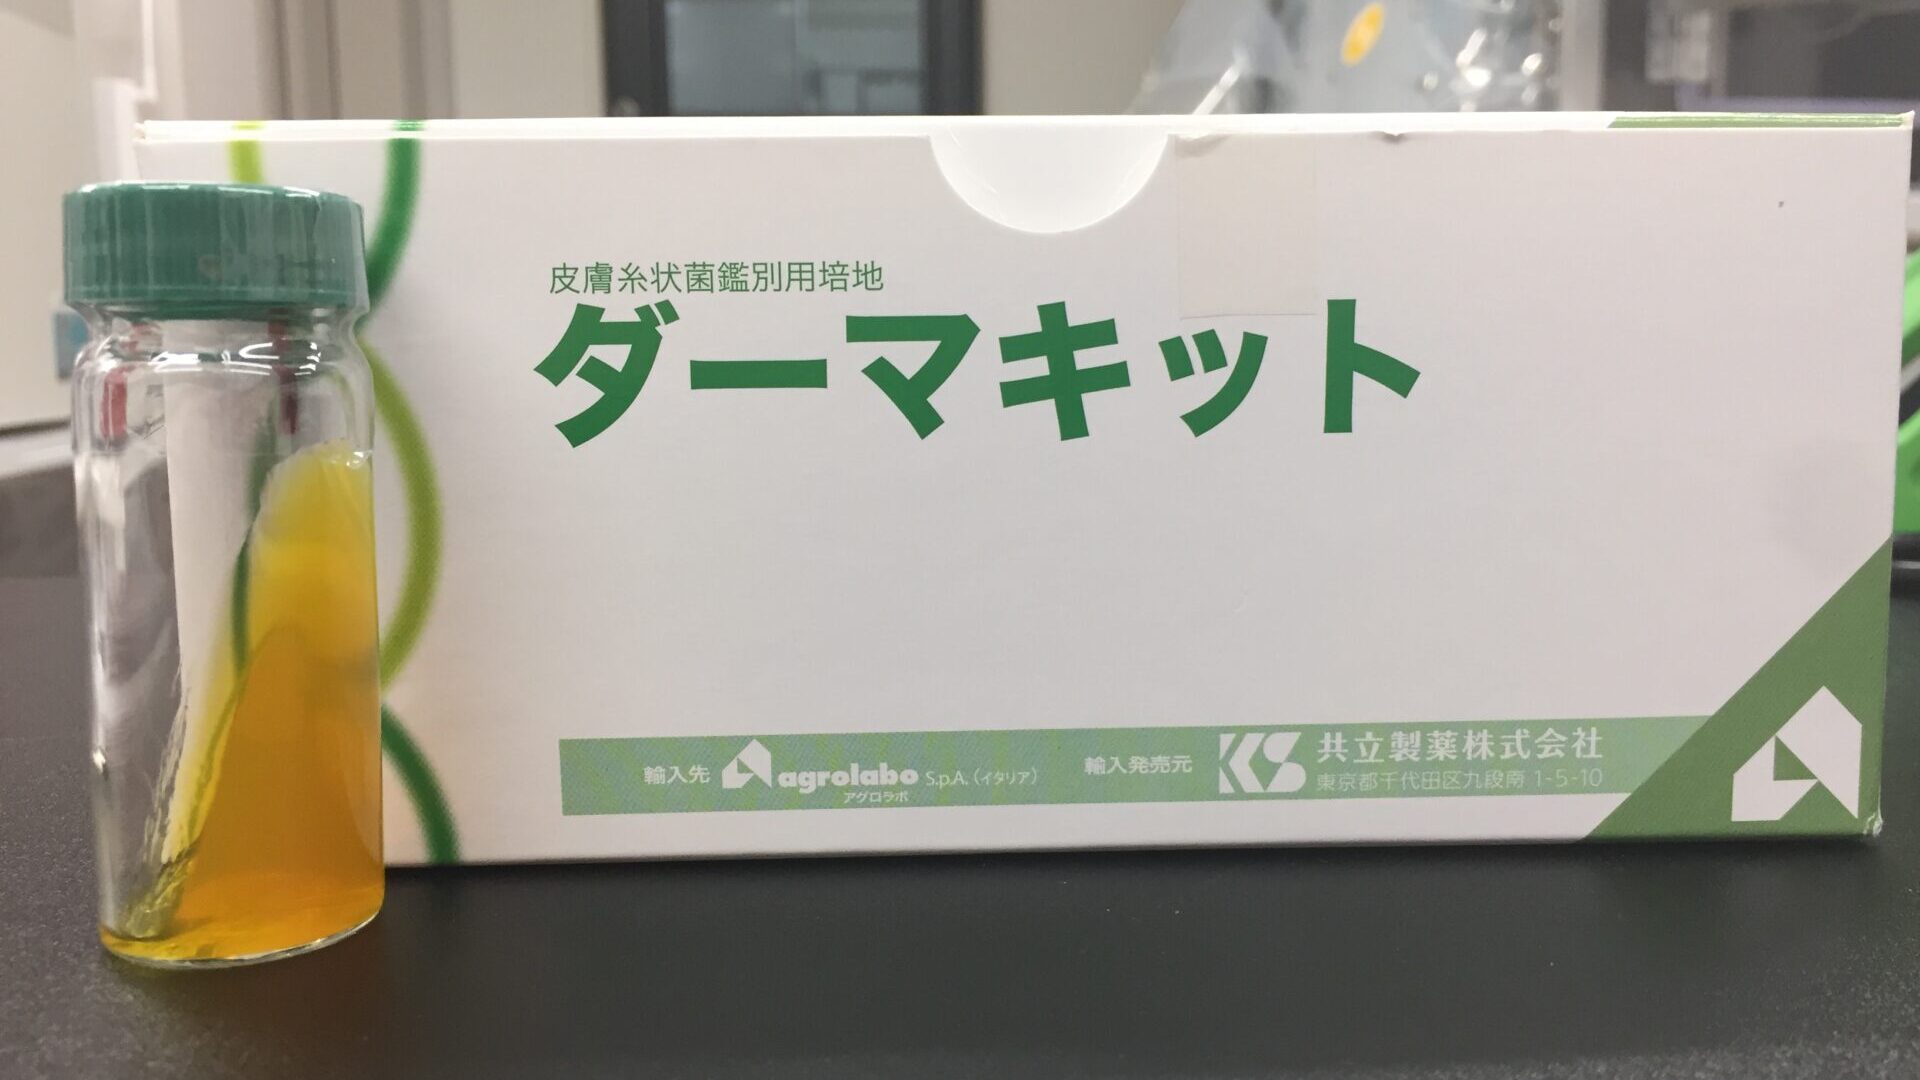 皮膚糸状菌鑑別用培地
ダーマキット
輸入先 agrolabo S.p.A.（イタリア）
アグロラボ
輸入発売元 KS 共立製薬株式会社
東京都千代田区九段南 1-5-10